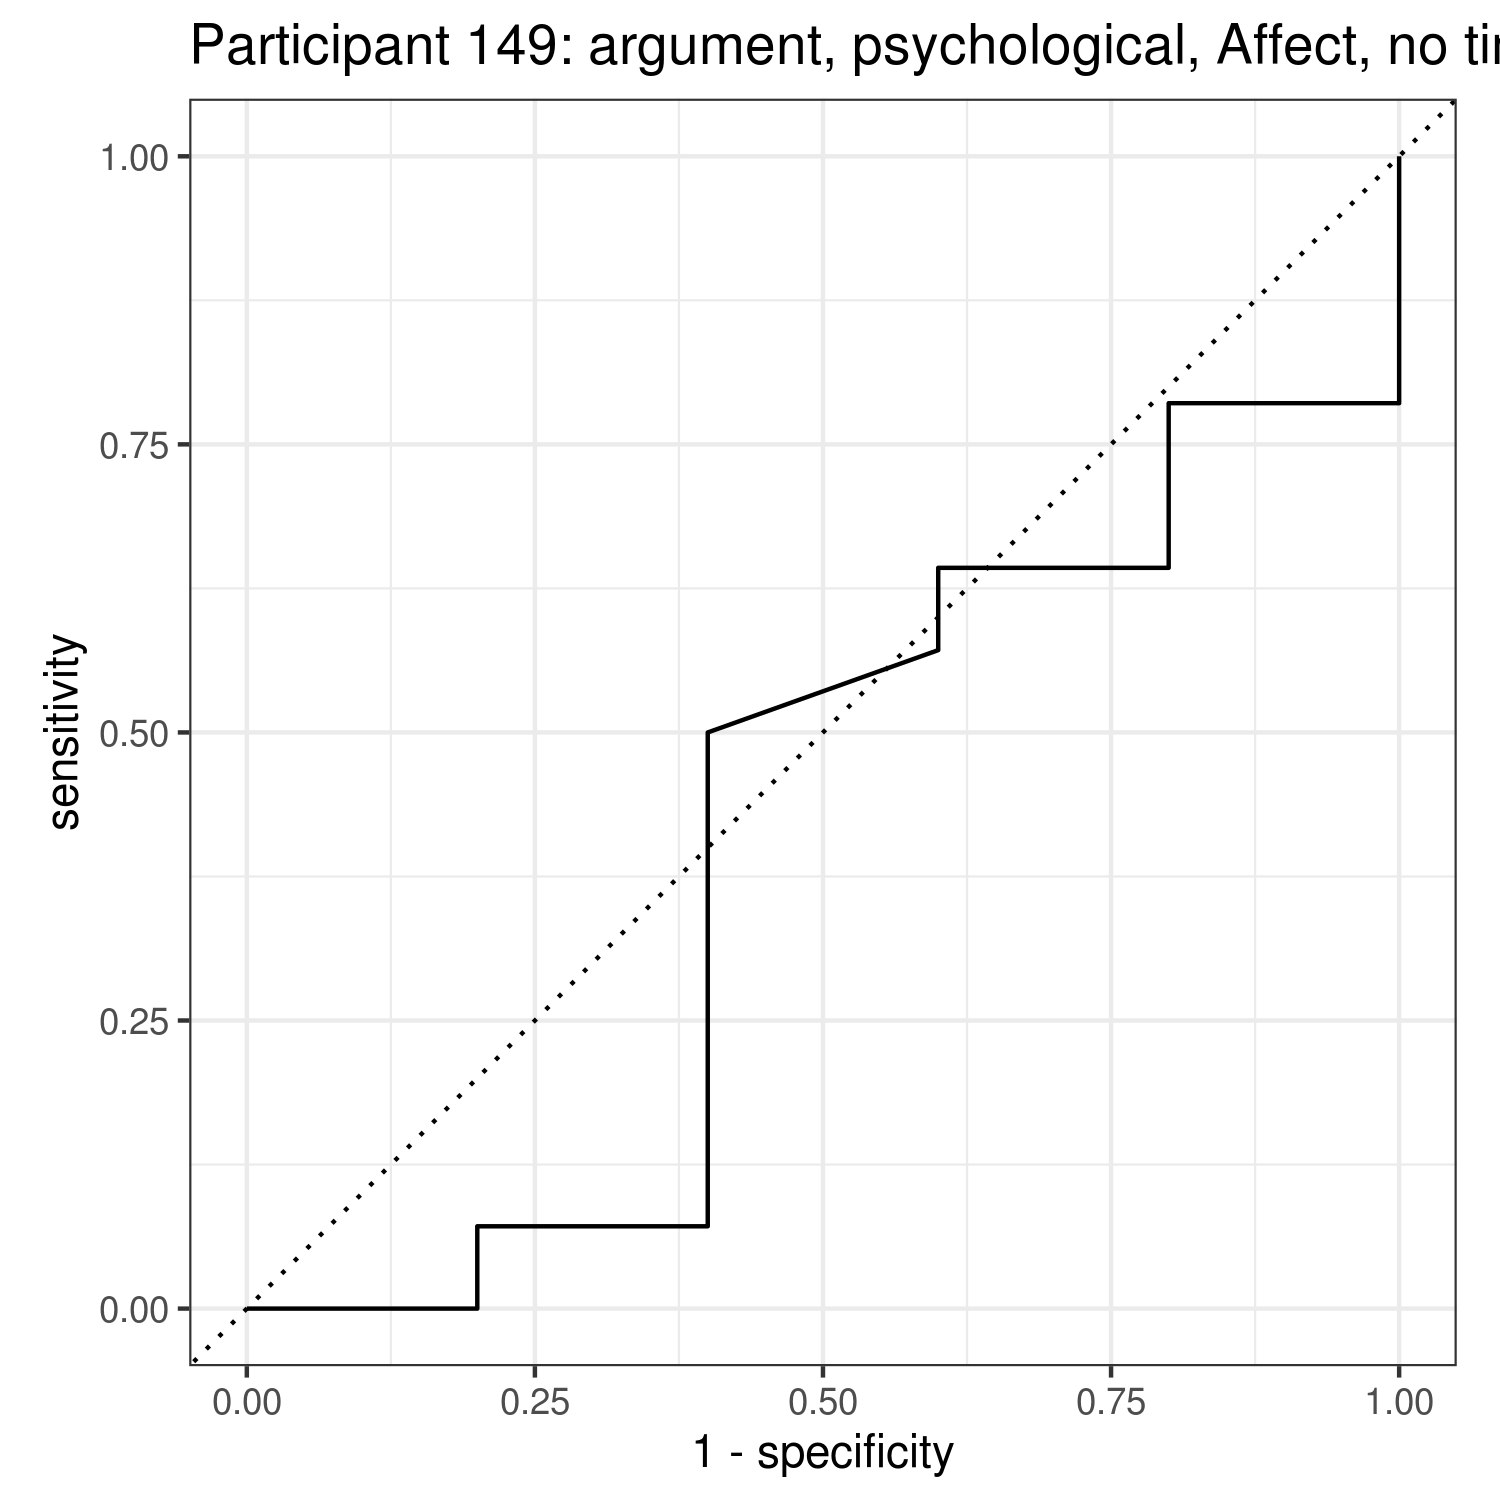 Participant 149: argument, psychological, Affect, no
1.00
0.75
0.50
0.25
0.00
sensitivity
0.00 0.25 0.50 0.75 1.00
1 - specificity